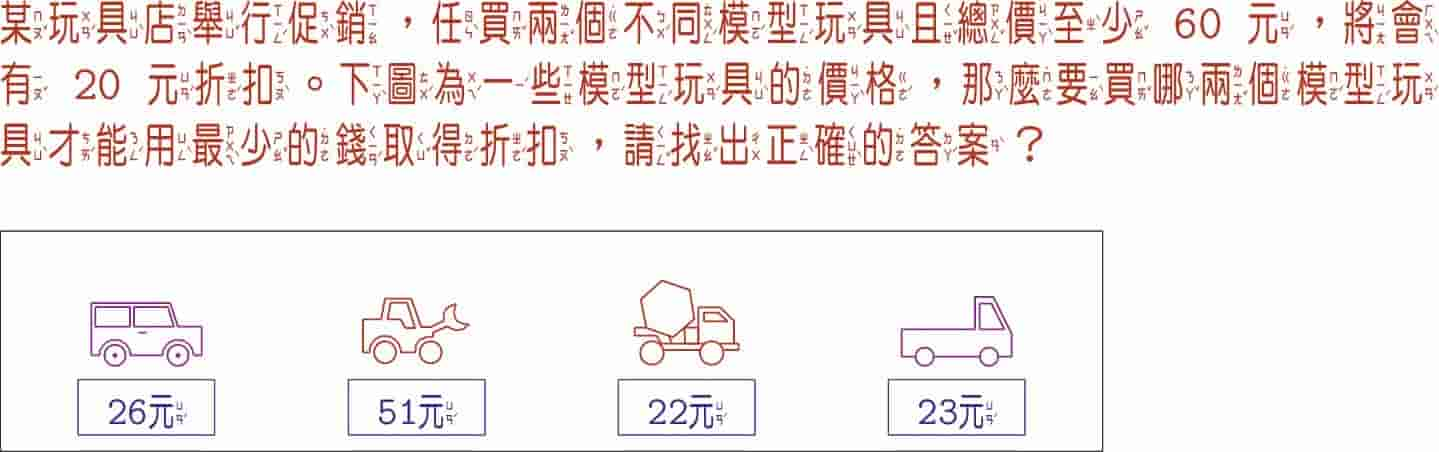 某玩具店舉行促銷，任買兩個不同模型玩具且總價至少 60 元，將會
有 20 元折扣。下圖為一些模型玩具的價格，那麼要買哪兩個模型玩
具才能用最少的錢取得折扣，請找出正確的答案？
26元 51元 22元 23元